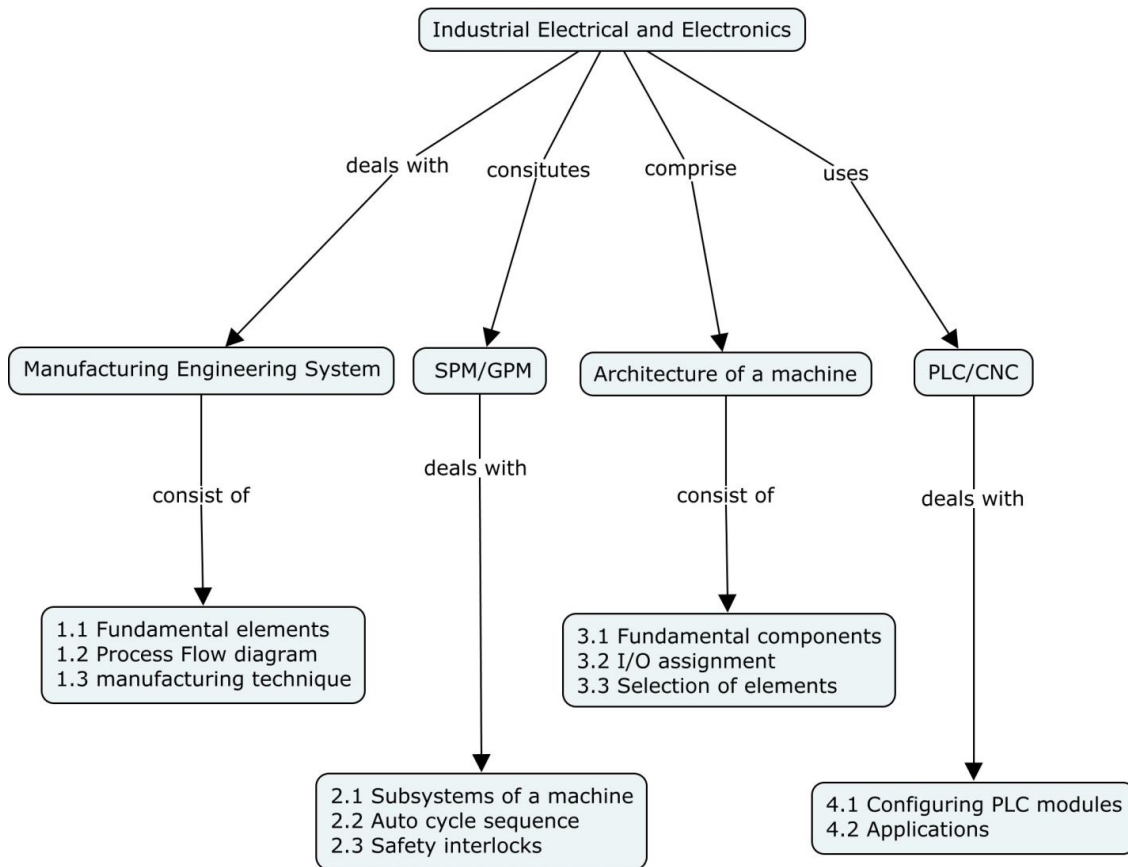 Industrial Electrical and Electronics
deals with
consitutes
comprise
uses
Manufacturing Engineering System
SPM/GPM
Architecture of a machine
PLC/CNC
deals with
consist of
consist of
deals with
1.1 Fundamental elements
1.2 Process Flow diagram
1.3 manufacturing technique
3.1 Fundamental components
3.2 I/O assignment
3.3 Selection of elements
2.1 Subsystems of a machine
2.2 Auto cycle sequence
2.3 Safety interlocks
4.1 Configuring PLC modules
4.2 Applications